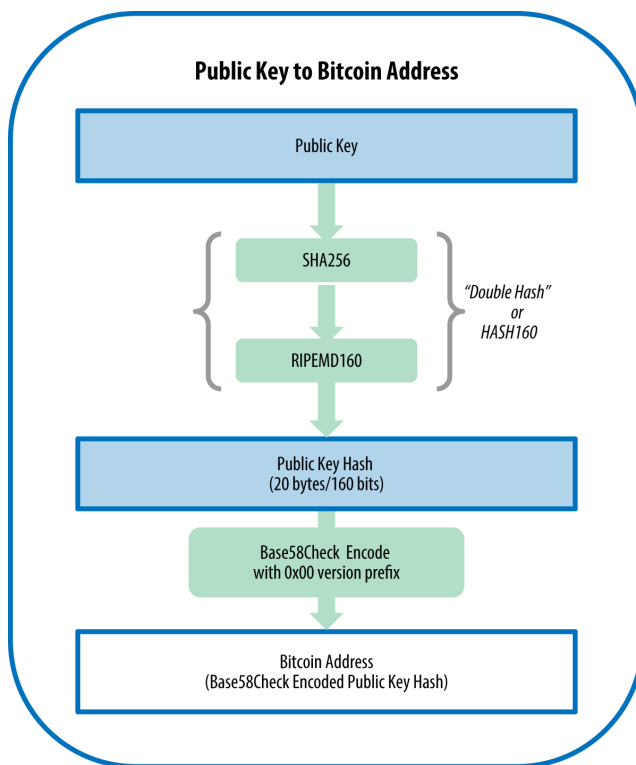 Public Key to Bitcoin Address
Public Key
SHA256
“Double Hash”
or
HASH160
RIPEMD160
Public Key Hash
(20 bytes/160 bits)
Base58Check Encode
with 0x00 version prefix
Bitcoin Address
(Base58Check Encoded Public Key Hash)